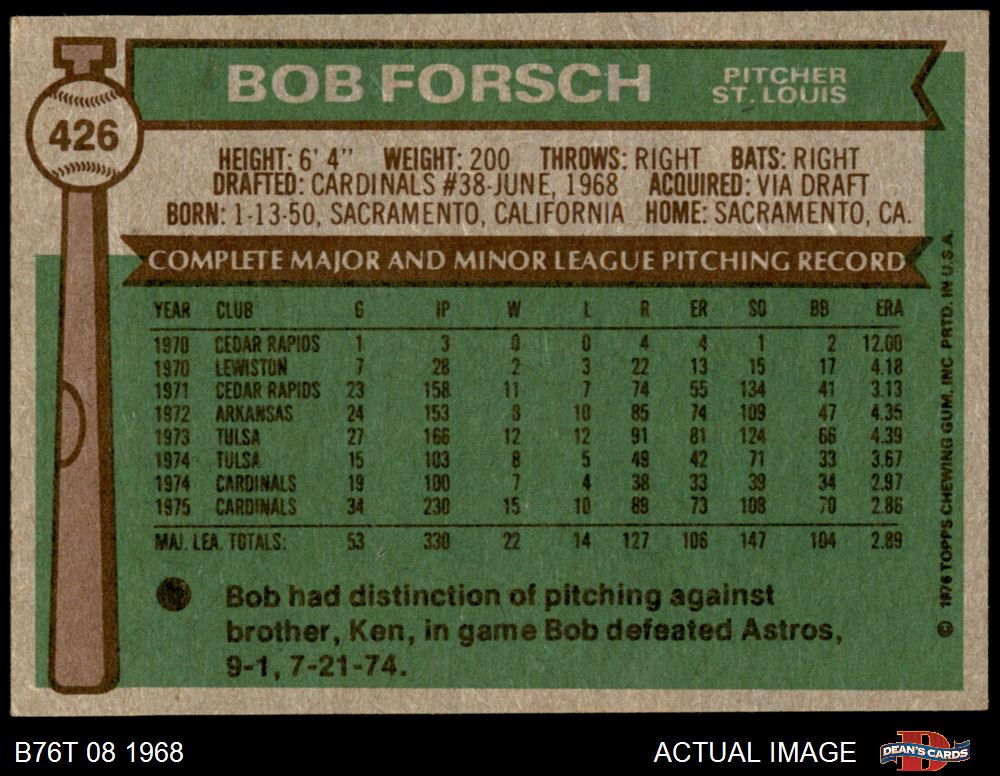 T
426
BOB FORSCH
PITCHER
ST. LOUIS
HEIGHT: 6' 4" WEIGHT: 200 THROWS: RIGHT BATS: RIGHT
DRAFTED: CARDINALS #38-JUNE, 1968 ACQUIRED: VIA DRAFT
BORN: 1-13-50, SACRAMENTO, CALIFORNIA HOME: SACRAMENTO, CA.
COMPLETE MAJOR AND MINOR LEAGUE PITCHING RECORD
YEAR CLUB G IP W L R ER SO BB ERA
1970 CEDAR RAPIDS 1 3 0 0 4 4 1 2 12.00
1970 LEWISTON 7 28 2 3 22 13 15 17 4.18
1971 CEDAR RAPIDS 23 158 11 7 74 55 134 41 3.13
1972 ARKANSAS 24 153 8 10 85 74 109 47 4.35
1973 TULSA 27 166 12 12 91 81 124 66 4.39
1974 TULSA 15 103 8 5 49 42 71 33 3.67
1974 CARDINALS 19 100 7 4 38 33 39 34 2.97
1975 CARDINALS 34 230 15 10 89 73 108 70 2.86
MAJ. LEA. TOTALS: 53 330 22 14 127 106 147 104 2.89
Bob had distinction of pitching against
brother, Ken, in game Bob defeated Astros,
9-1, 7-21-74.
© 1976 TOPPS CHEWING GUM, INC. PRTD. IN U.S.A.
B76T 08 1968
ACTUAL IMAGE
D
DEAN'S CARDS